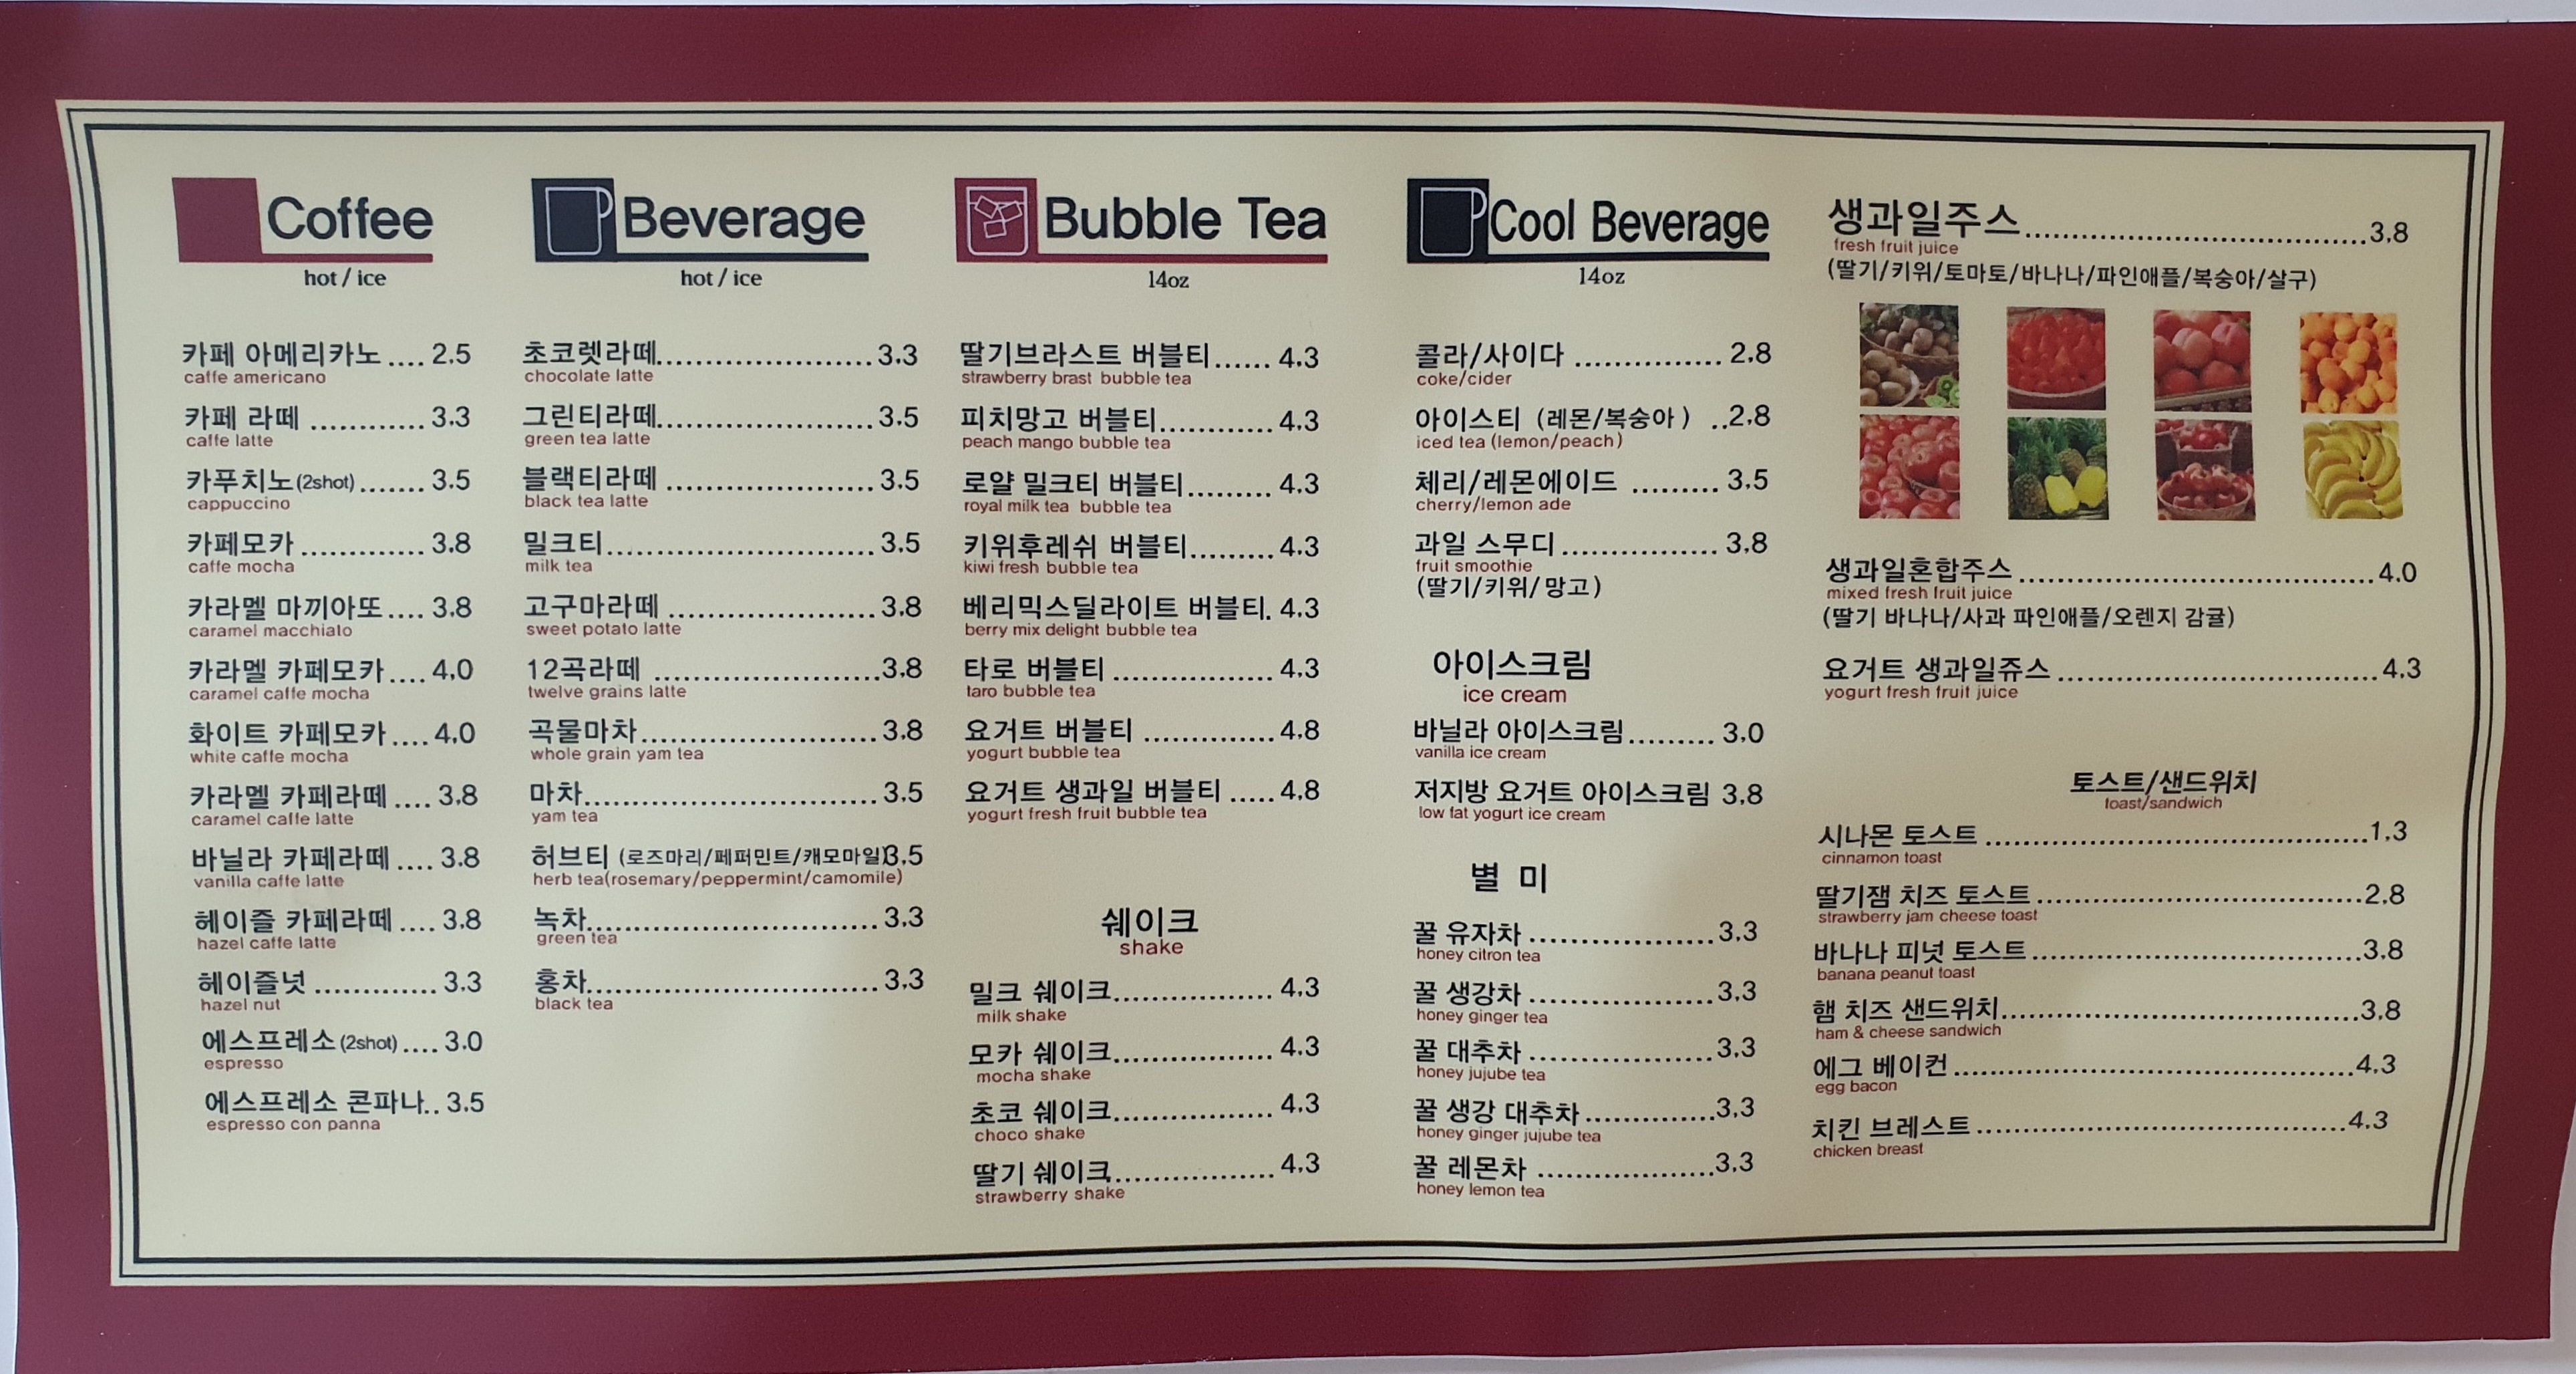 Coffee
hot / ice
카페 아메리카노 .... 2.5
caffe americano
카페 라떼 ............ 3.3
caffe latte
카푸치노(2shot)....... 3.5
cappuccino
카페모카 ............. 3.8
caffe mocha
카라멜 마끼아또 .... 3.8
caramel macchiato
카라멜 카페모카 .... 4.0
caramel caffe mocha
화이트 카페모카 .... 4.0
white caffe mocha
카라멜 카페라떼 .... 3.8
caramel caffe latte
바닐라 카페라떼 .... 3.8
vanilla caffe latte
헤이즐 카페라떼 .... 3.8
hazel caffe latte
헤이즐넛 ............. 3.3
hazel nut
에스프레소(2shot) .... 3.0
espresso
에스프레소 콘파나.. 3.5
espresso con panna
Beverage
hot / ice
초코렛라떼....................... 3.3
chocolate latte
그린티라떼....................... 3.5
green tea latte
블랙티라떼 ...................... 3.5
black tea latte
밀크티............................ 3.5
milk tea
고구마라떼 ...................... 3.8
sweet potato latte
12곡라떼 ........................3.8
twelve grains latte
곡물마차......................... 3.8
whole grain yam tea
마차............................... 3.5
yam tea
허브티 (로즈마리/페퍼민트/캐모마일)3.5
herb tea(rosemary/peppermint/camomile)
녹차............................... 3.3
green tea
홍차............................... 3.3
black tea
Bubble Tea
14oz
딸기브라스트 버블티...... 4.3
strawberry brast bubble tea
피치망고 버블티............ 4.3
peach mango bubble tea
로얄 밀크티 버블티......... 4.3
royal milk tea bubble tea
키위후레쉬 버블티......... 4.3
kiwi fresh bubble tea
베리믹스딜라이트 버블티. 4.3
berry mix delight bubble tea
타로 버블티 ................. 4.3
taro bubble tea
요거트 버블티 .............. 4.8
yogurt bubble tea
요거트 생과일 버블티 ..... 4.8
yogurt fresh fruit bubble tea
쉐이크
shake
밀크 쉐이크................. 4.3
milk shake
모카 쉐이크................. 4.3
mocha shake
초코 쉐이크................. 4.3
choco shake
딸기 쉐이크................. 4.3
strawberry shake
Cool Beverage
14oz
콜라/사이다 ................ 2.8
coke/cider
아이스티 (레몬/복숭아) ..2.8
iced tea (lemon/peach)
체리/레몬에이드 ......... 3.5
cherry/lemon ade
과일 스무디................. 3.8
fruit smoothie
(딸기/키위/망고)
아이스크림
ice cream
바닐라 아이스크림......... 3.0
vanilla ice cream
저지방 요거트 아이스크림 3.8
low fat yogurt ice cream
별 미
꿀 유자차 ....................3.3
honey citron tea
꿀 생강차 ....................3.3
honey ginger tea
꿀 대추차 ....................3.3
honey jujube tea
꿀 생강 대추차..............3.3
honey ginger jujube tea
꿀 레몬차 ...................3.3
honey lemon tea
생과일주스......................................3.8
fresh fruit juice
(딸기/키위/토마토/바나나/파인애플/복숭아/살구)
생과일혼합주스.......................................4.0
mixed fresh fruit juice
(딸기 바나나/사과 파인애플/오렌지 감귤)
요거트 생과일쥬스 ...................................4.3
yogurt fresh fruit juice
토스트/샌드위치
toast/sandwich
시나몬 토스트 ..........................................1.3
cinnamon toast
딸기잼 치즈 토스트....................................2.8
strawberry jam cheese toast
바나나 피넛 토스트....................................3.8
banana peanut toast
햄 치즈 샌드위치.......................................3.8
ham & cheese sandwich
에그 베이컨.............................................4.3
egg bacon
치킨 브레스트..........................................4.3
chicken breast